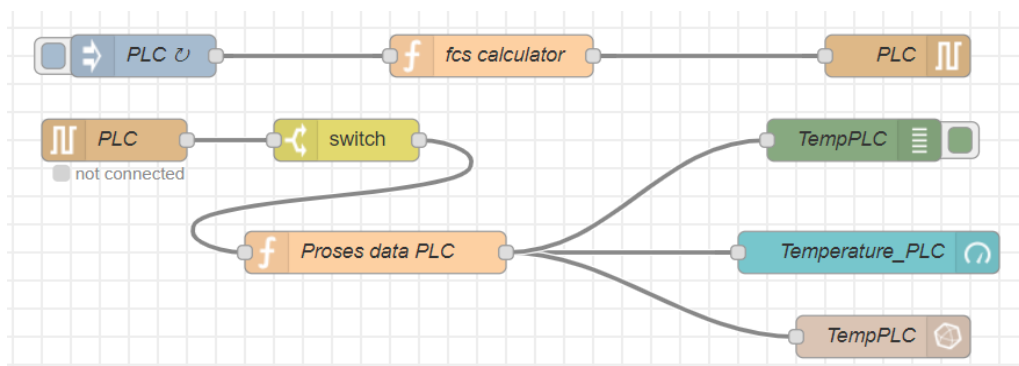 PLC ↻
fcs calculator
PLC
PLC
switch
TempPLC
not connected
Proses data PLC
Temperature_PLC
TempPLC